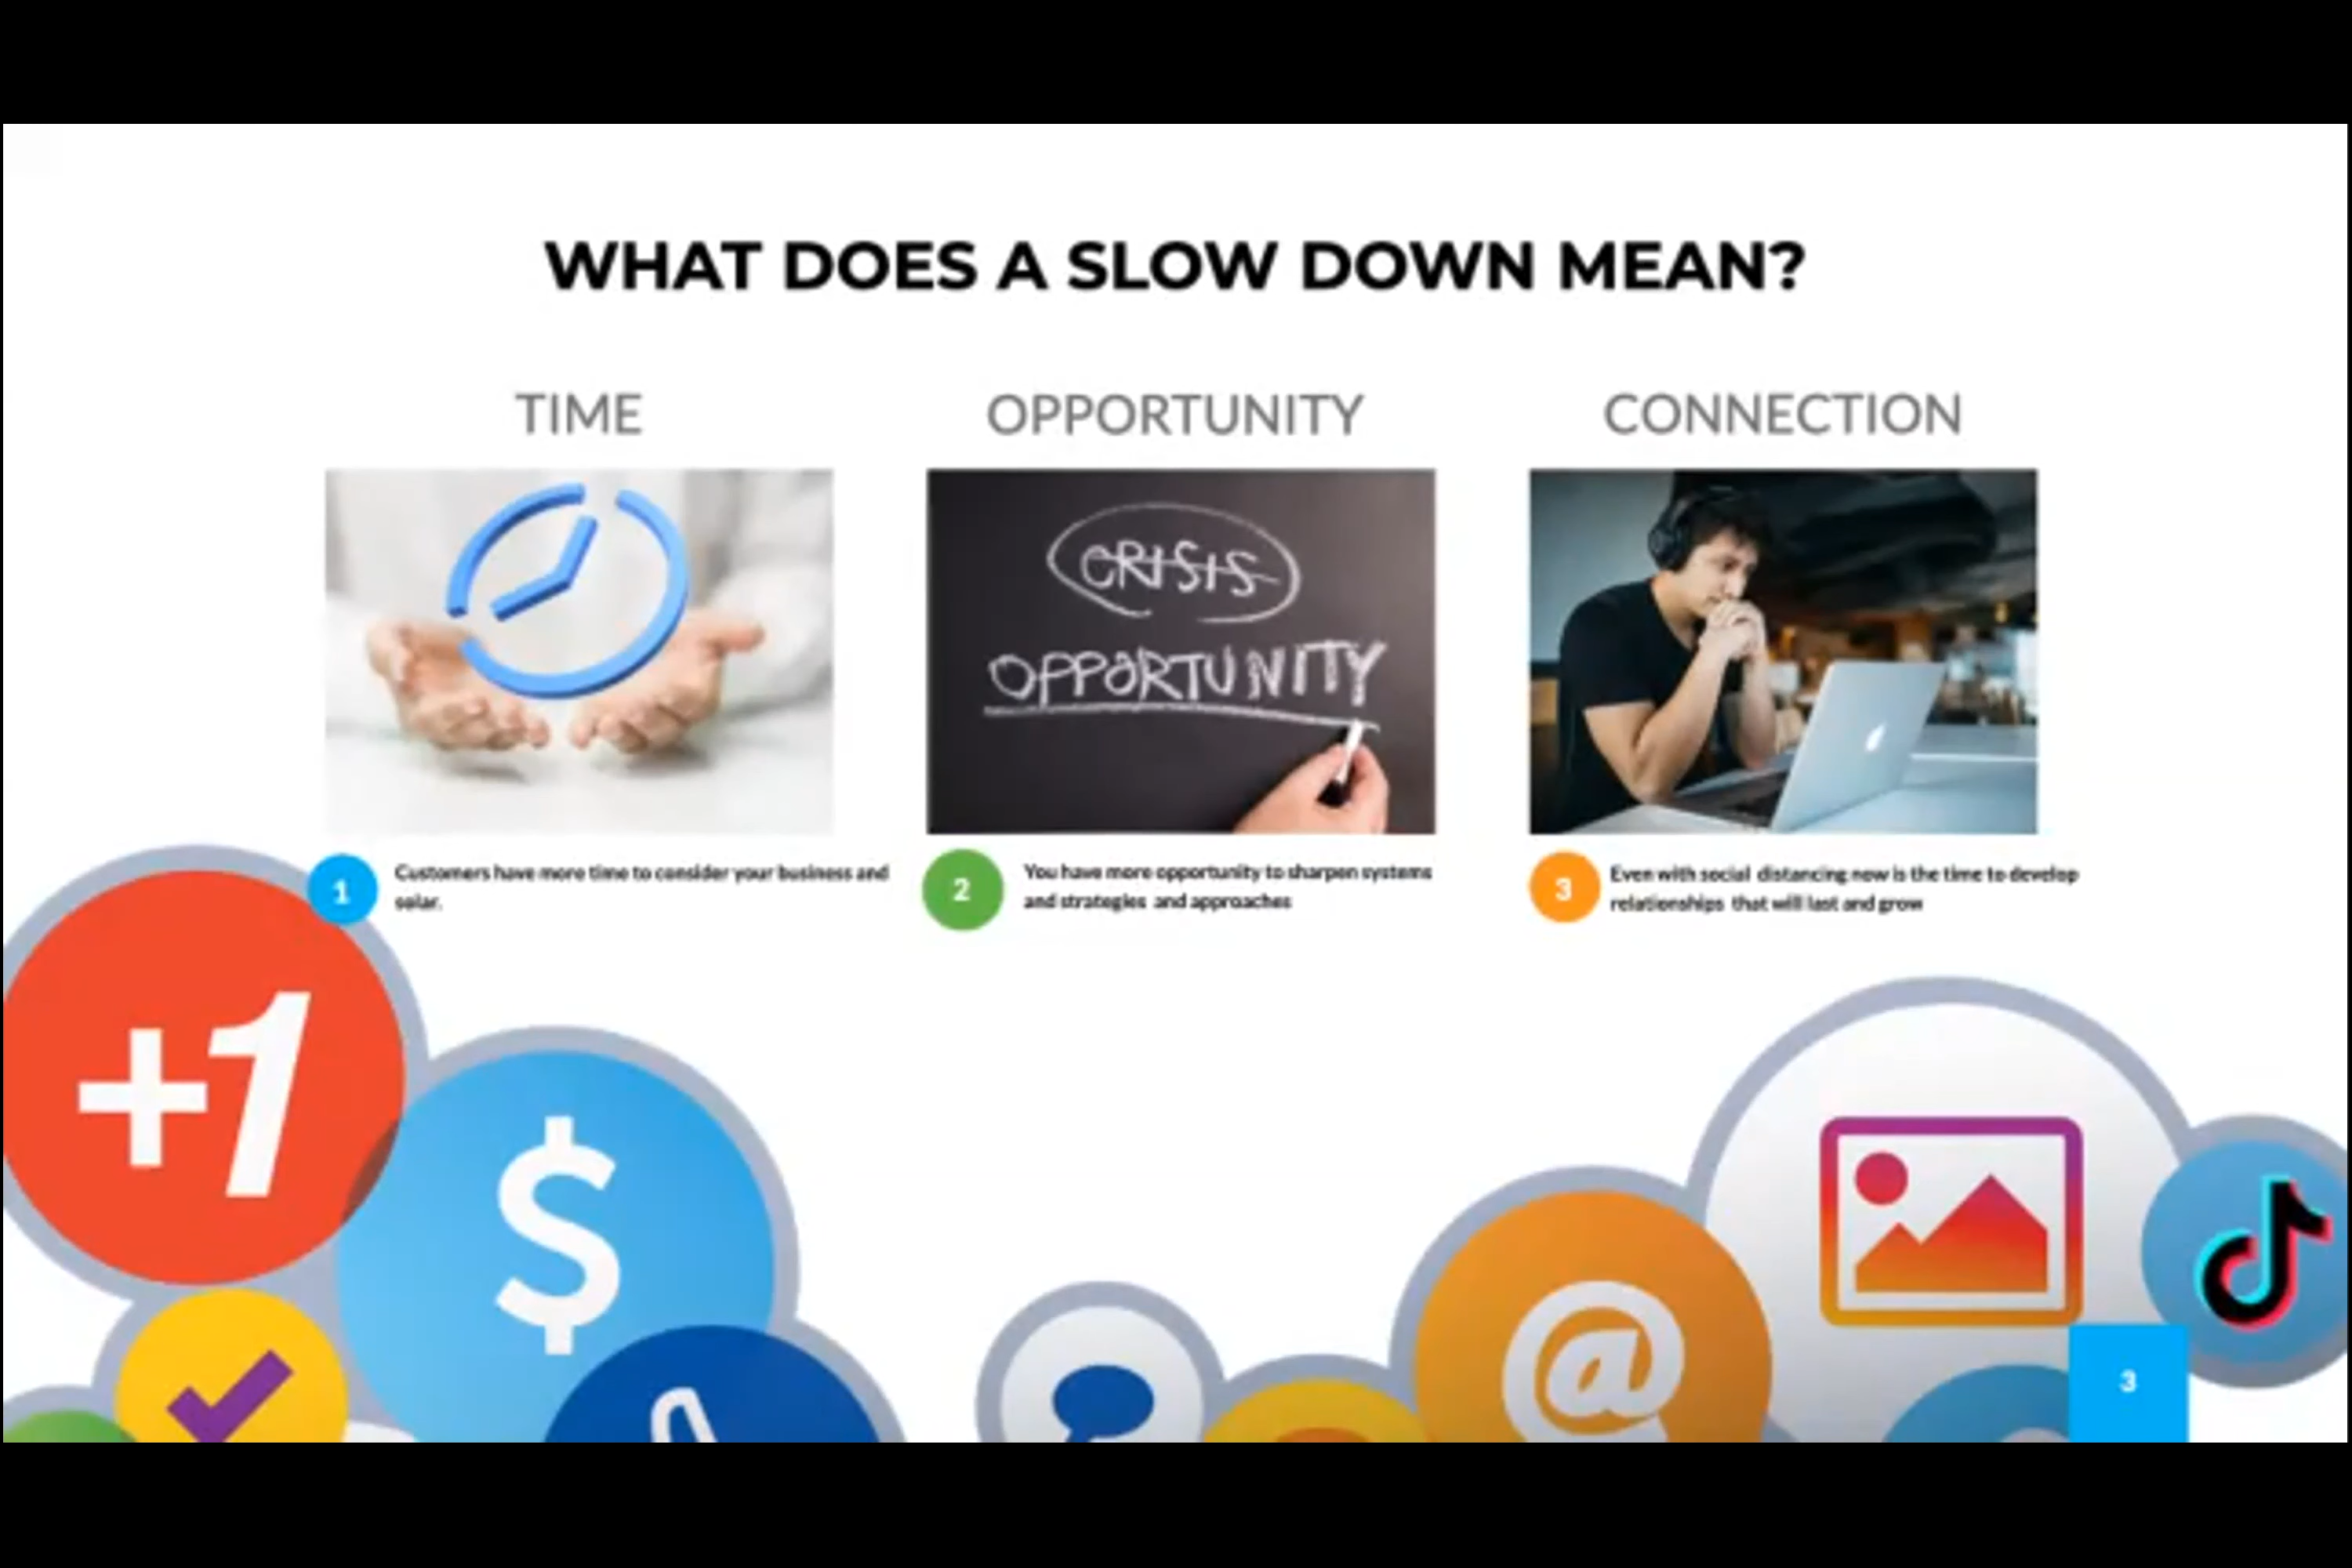 WHAT DOES A SLOW DOWN MEAN?
TIME
OPPORTUNITY
CONNECTION
CRISIS
OPPORTUNITY
1
Customers have more time to consider your business and
solar.
2
You have more opportunity to sharpen systems
and strategies and approaches
3
Even with social distancing now is the time to develop
relationships that will last and grow
+1
$
@
3